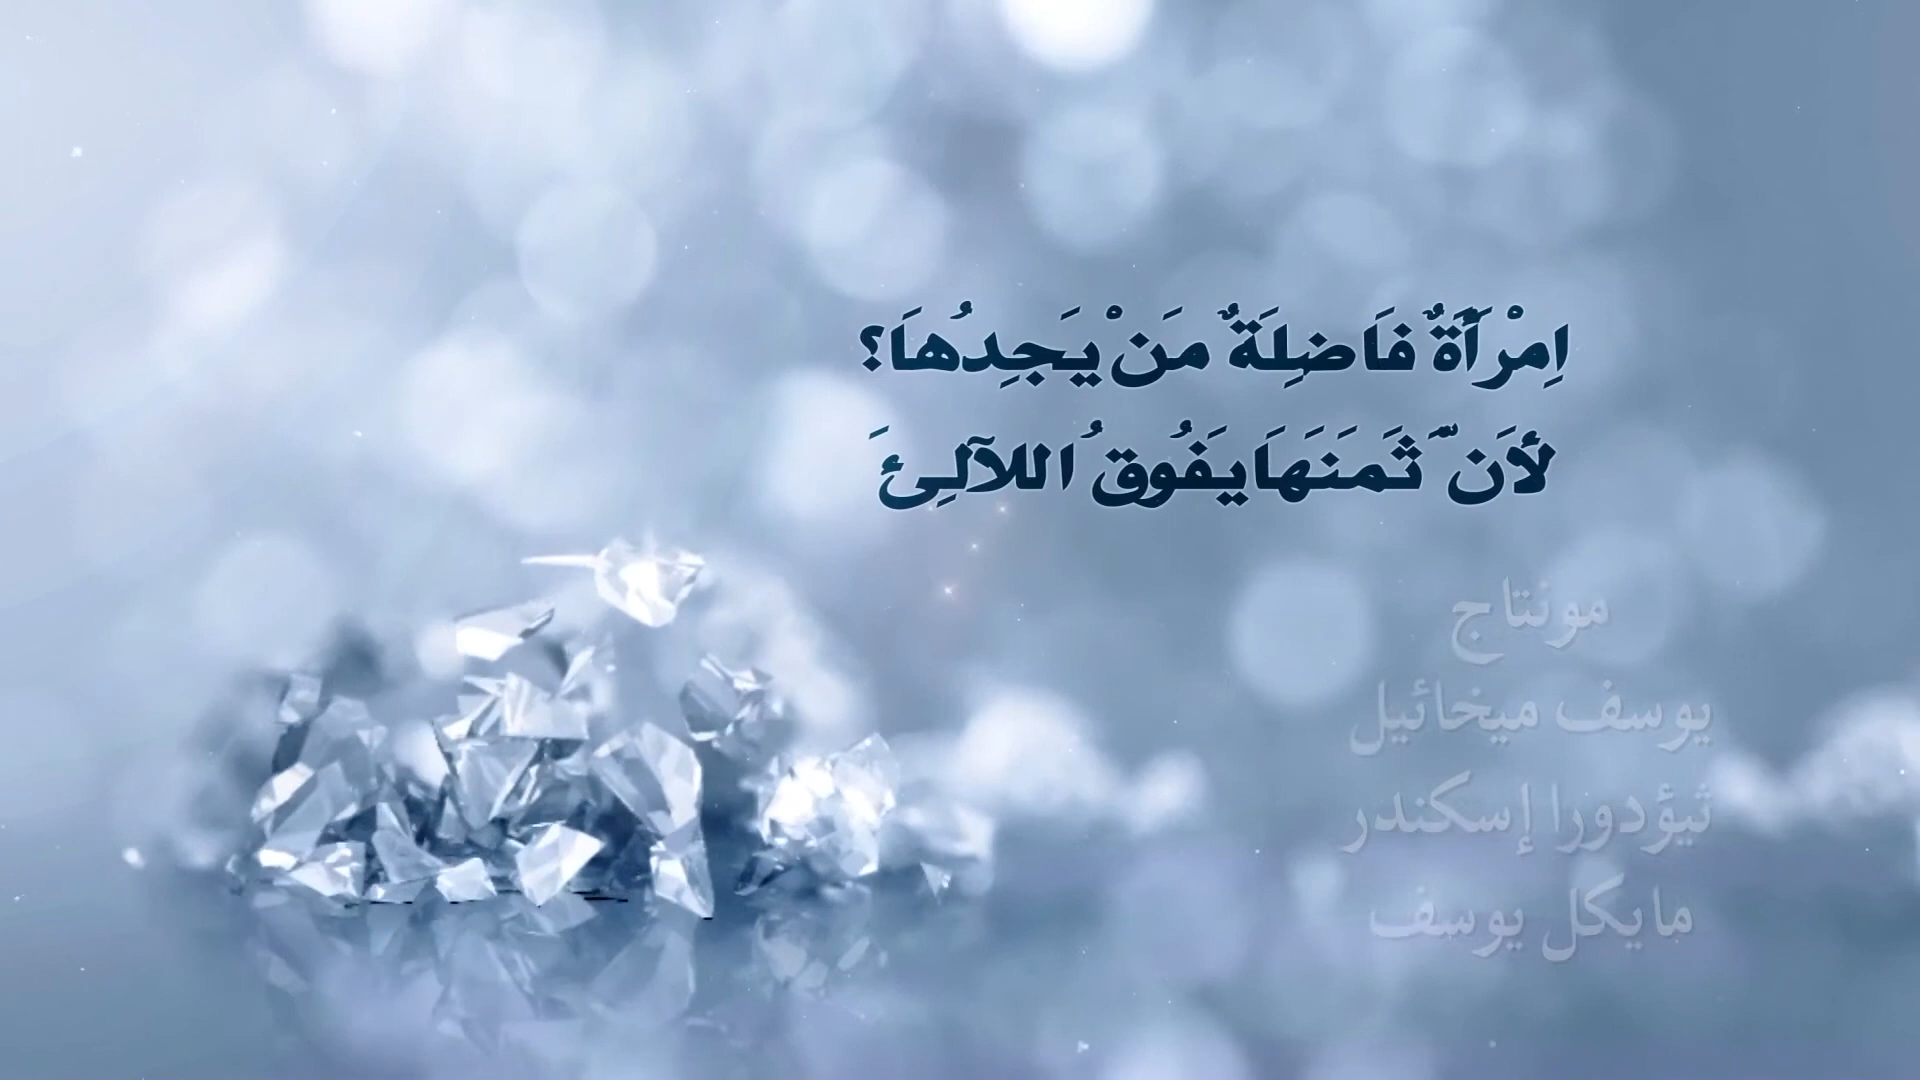 اِمْرَأَةٌ فَاضِلَةٌ مَنْ يَجِدُهَا؟
لأَنَّ ثَمَنَهَا يَفُوقُ اللآلِئَ
مونتاج
يوسف ميخائيل
ثيؤدورا إسكندر
مايكل يوسف